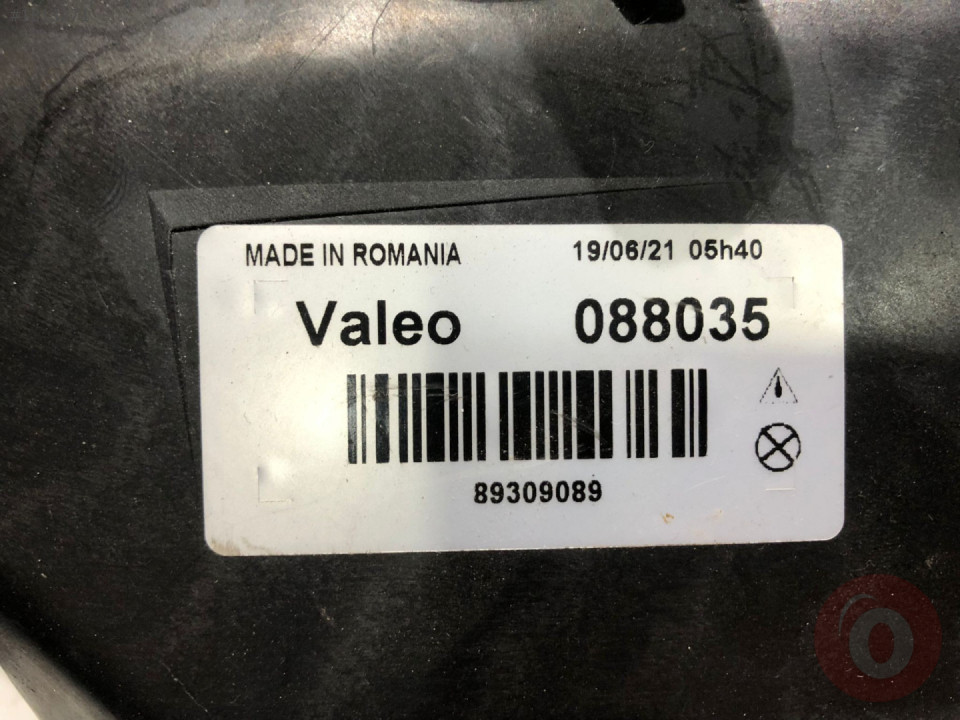 MADE IN ROMANIA 19/06/21 05h40
Valeo 088035
89309089
o